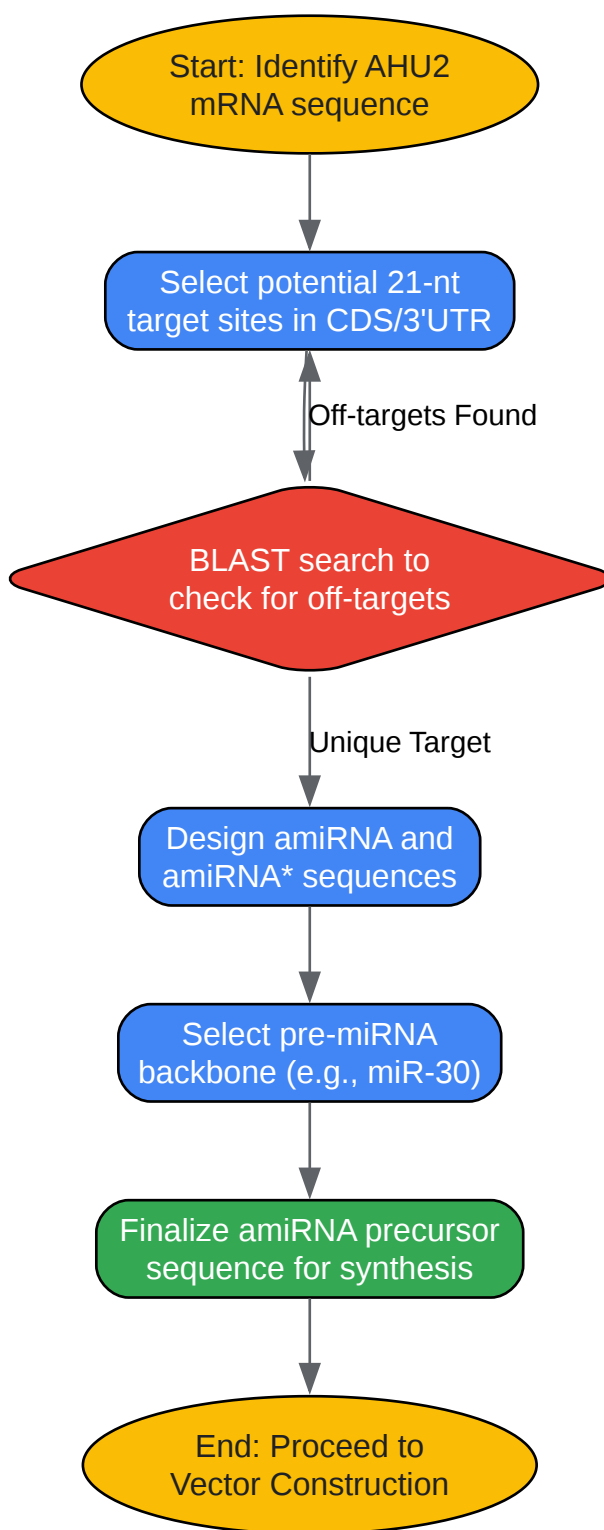 Start: Identify AHU2
mRNA sequence
Select potential 21-nt
target sites in CDS/3'UTR
Off-targets Found
BLAST search to
check for off-targets
Unique Target
Design amiRNA and
amiRNA* sequences
Select pre-miRNA
backbone (e.g., miR-30)
Finalize amiRNA precursor
sequence for synthesis
End: Proceed to
Vector Construction